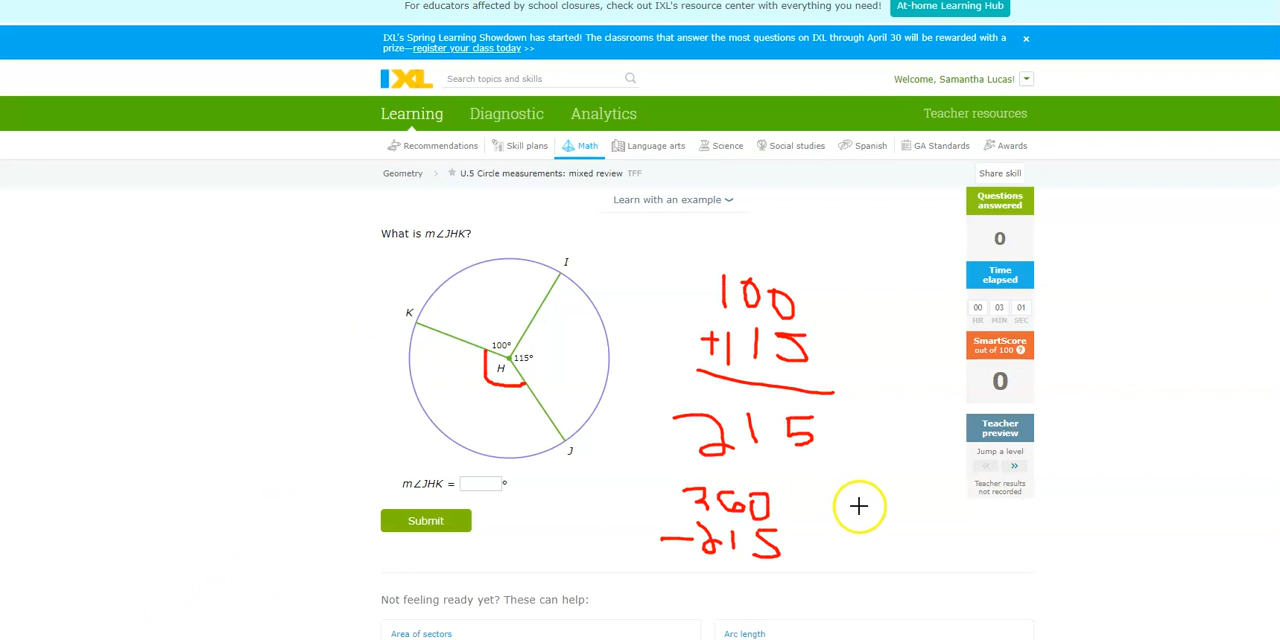 For educators affected by school closures, check out IXL's resource center with everything you need!
At-home Learning Hub
IXL's Spring Learning Showdown has started! The classrooms that answer the most questions on IXL through April 30 will be rewarded with a
prize—register your class today >>
×
IXL
Search topics and skills
Welcome, Samantha Lucas!
Learning Diagnostic Analytics
Teacher resources
Recommendations Skill plans Math Language arts Science Social studies Spanish GA Standards Awards
Geometry > U.5 Circle measurements: mixed review TFF
Share skill
Learn with an example
Questions
answered
0
Time
elapsed
00 03 01
HR MIN SEC
SmartScore
out of 100 ?
0
Teacher
preview
Jump a level
« »
Teacher results
not recorded
What is m∠JHK?
I
K
100°
115°
H
J
100
+115
215
360
-215
m∠JHK = °
Submit
Not feeling ready yet? These can help:
Area of sectors
Arc length